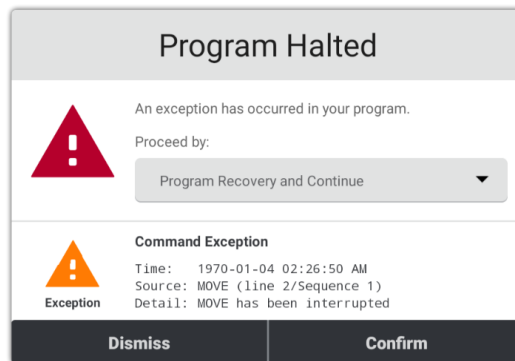 Program Halted
An exception has occurred in your program.
Proceed by:
Program Recovery and Continue
Command Exception
Time: 1970-01-04 02:26:50 AM
Source: MOVE (line 2/Sequence 1)
Detail: MOVE has been interrupted
Exception
Dismiss
Confirm